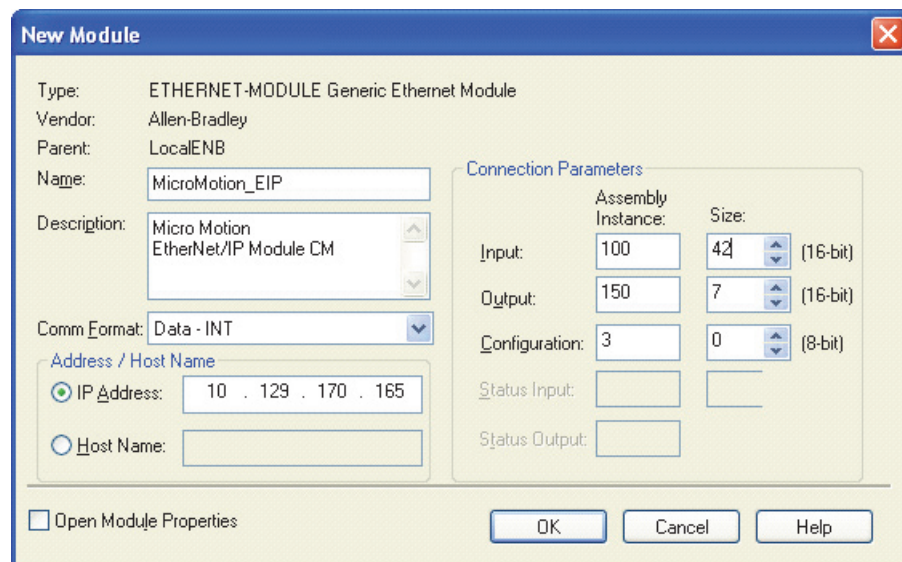 New Module
Type: ETHERNET-MODULE Generic Ethernet Module
Vendor: Allen-Bradley
Parent: LocalENB
Name: MicroMotion_EIP
Description: Micro Motion
EtherNet/IP Module CM
Comm Format: Data - INT
Address / Host Name
IP Address: 10 . 129 . 170 . 165
Host Name:
Connection Parameters
Assembly
Instance: Size:
Input: 100 42 (16-bit)
Output: 150 7 (16-bit)
Configuration: 3 0 (8-bit)
Status Input:
Status Output:
Open Module Properties
OK Cancel Help